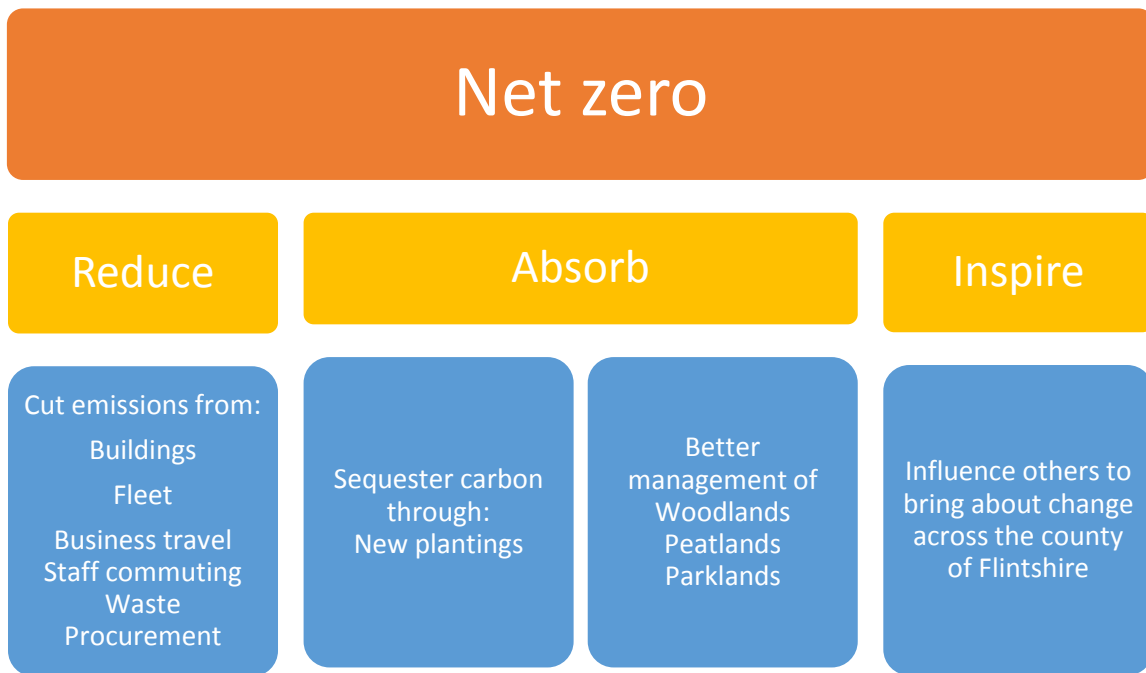 Net zero
Reduce
Absorb
Inspire
Cut emissions from:
Buildings
Fleet
Business travel
Staff commuting
Waste
Procurement
Sequester carbon
through:
New plantings
Better
management of
Woodlands
Peatlands
Parklands
Influence others to
bring about change
across the county
of Flintshire